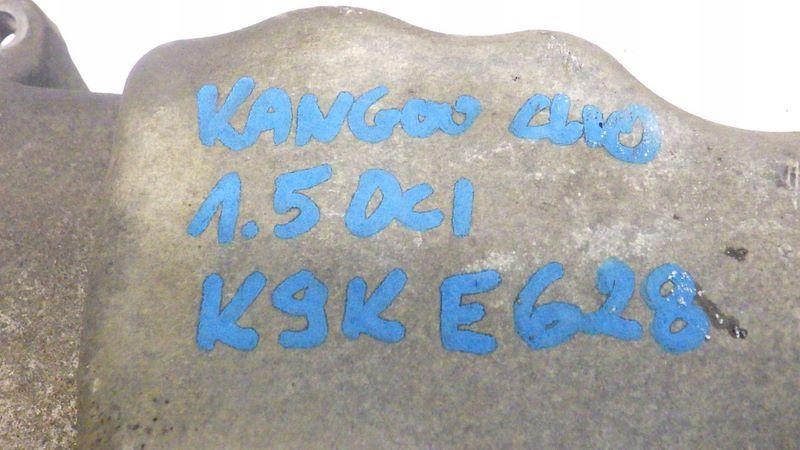 KANGOO CLIO
1.5 DCI
K9K E628